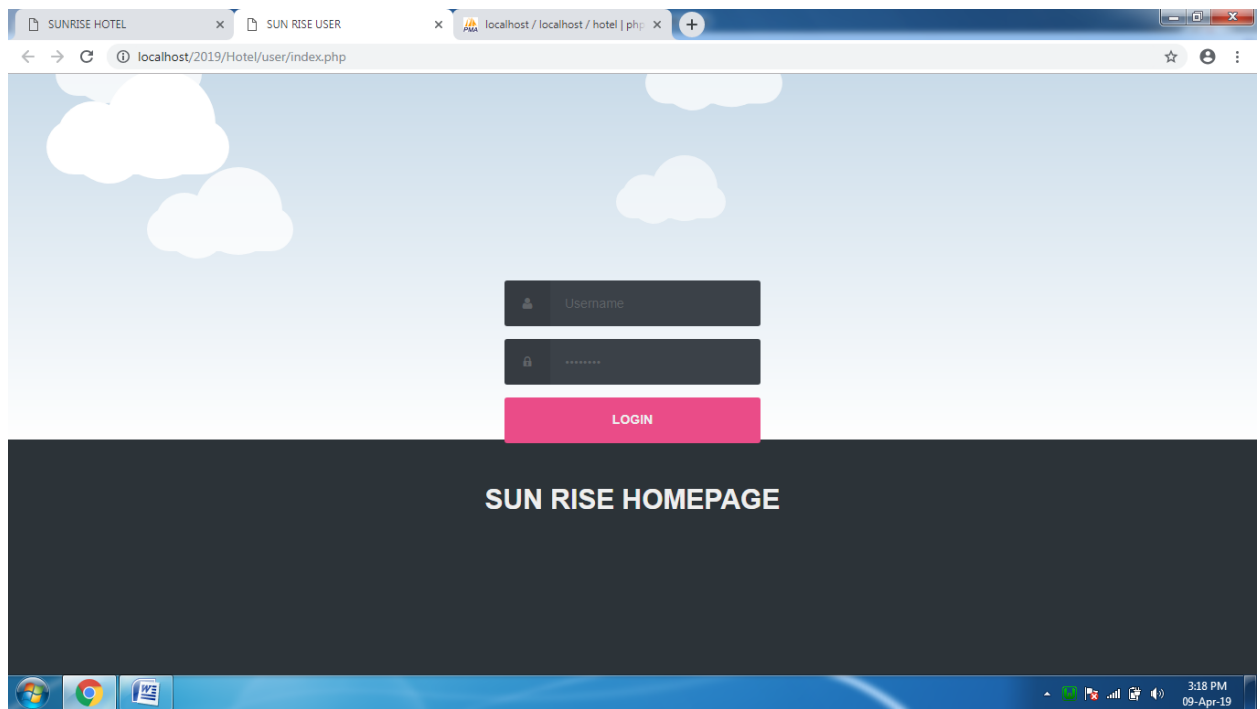 SUNRISE HOTEL
SUN RISE USER
localhost / localhost / hotel | php
localhost/2019/Hotel/user/index.php
Username
LOGIN
SUN RISE HOMEPAGE
3:18 PM
09-Apr-19